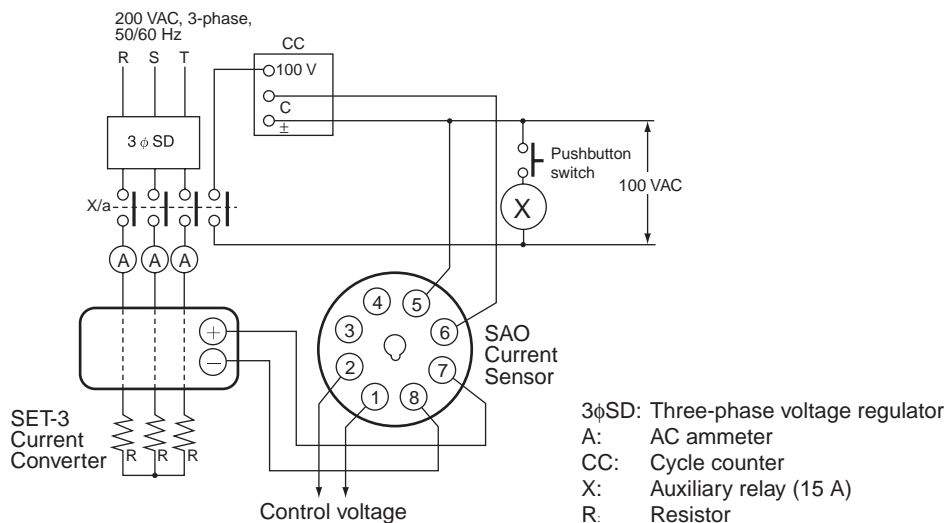 200 VAC, 3-phase,
50/60 Hz
R S T
CC
100 V
C
±
3 ϕ SD
X/a
Pushbutton
switch
X
100 VAC
A A A
+
−
4 5
3 6
2 7
1 8
SAO
Current
Sensor
SET-3
Current
Converter
R R R
Control voltage
3ϕSD: Three-phase voltage regulator
A: AC ammeter
CC: Cycle counter
X: Auxiliary relay (15 A)
R: Resistor